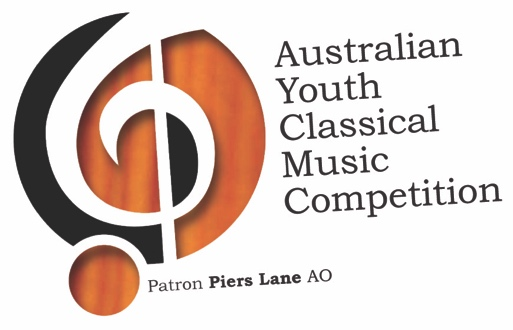 Australian
Youth
Classical
Music
Competition
Patron Piers Lane AO